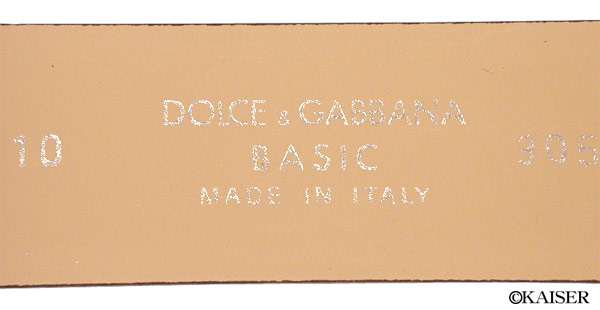 DOLCE & GABBANA
10 BASIC 905
MADE IN ITALY
©KAISER